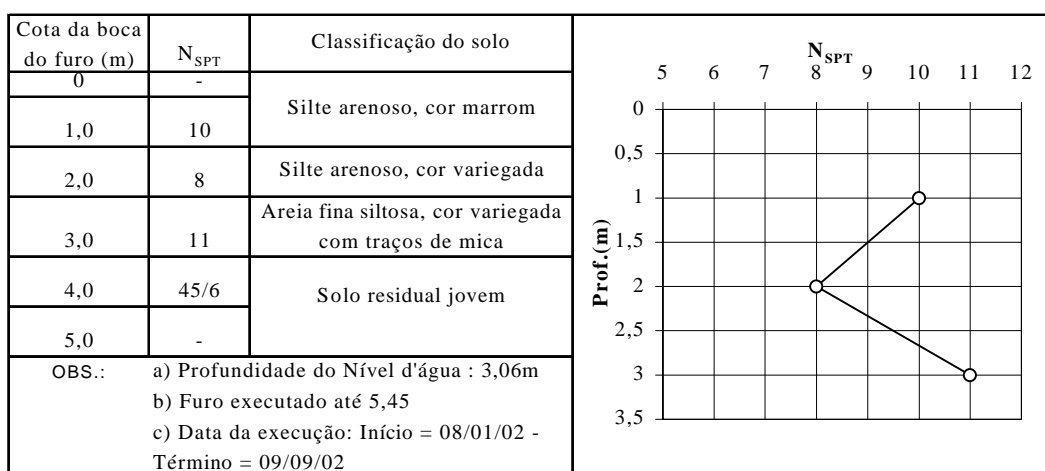 Cota da boca do furo (m) N_SPT Classificação do solo
0 -
Silte arenoso, cor marrom
1,0 10
2,0 8 Silte arenoso, cor variegada
Areia fina siltosa, cor variegada
3,0 11 com traços de mica
4,0 45/6 Solo residual jovem
5,0 -
OBS.: a) Profundidade do Nível d'água : 3,06m
b) Furo executado até 5,45
c) Data da execução: Início = 08/01/02 -
Término = 09/09/02
N_SPT
5 6 7 8 9 10 11 12
Prof.(m)
0
0,5
1
1,5
2
2,5
3
3,5